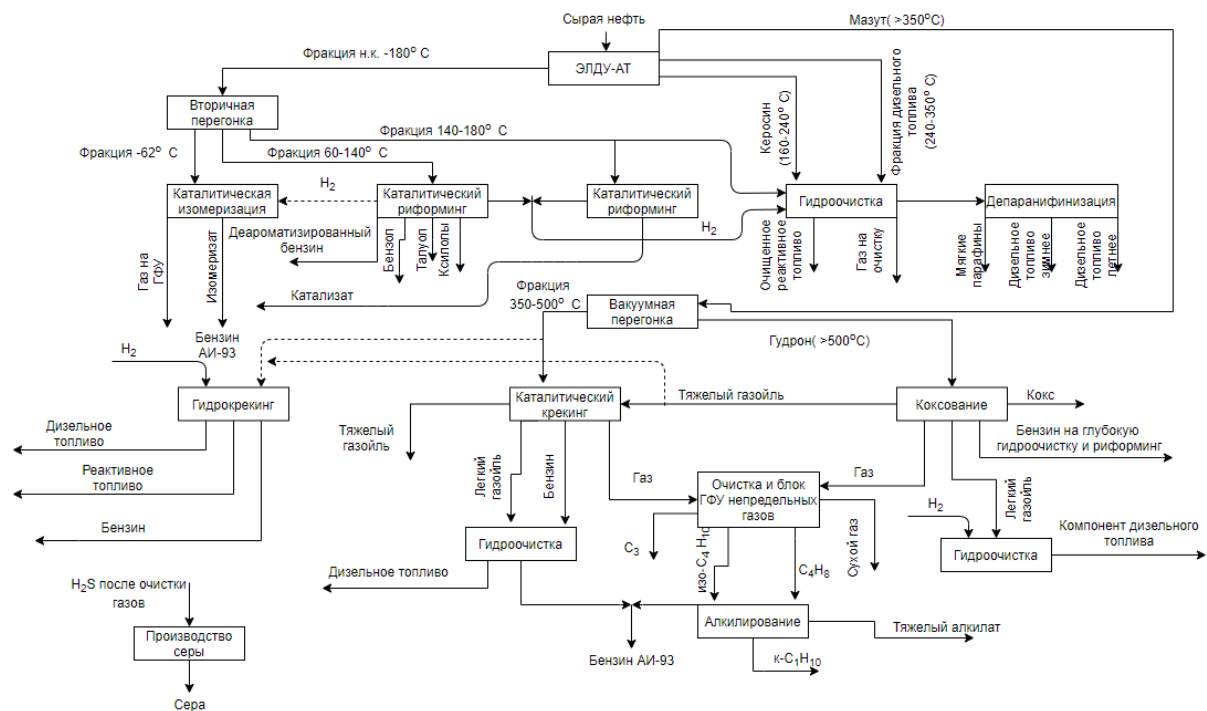 Сырая нефть
Мазут( >350°C)
Фракция н.к. -180° С
ЭЛДУ-АТ
Вторичная
перегонка
Керосин
(160-240° С)
Фракция дизельного
топлива
(240-350° С)
Фракция 140-180° С
Фракция -62° С
Фракция 60-140° С
Каталитическая
изомеризация
H₂
Каталитический
риформинг
Каталитический
риформинг
Гидроочистка
Депаранифинизация
H₂
Деароматизированный
бензин
Бензол
Талуол
Ксилолы
Газ на
ГФУ
Изомеризат
Катализат
Очищенное
реактивное
топливо
Газ на
очистку
Мягкие
парафины
Дизельное
топливо
зимнее
Дизельное
топливо
летнее
Бензин
АИ-93
Фракция
350-500° С
Вакуумная
перегонка
Гудрон( >500°C)
H₂
Гидрокрекинг
Каталитический
крекинг
Тяжелый газойль
Коксование
Кокс
Дизельное
топливо
Реактивное
топливо
Бензин
Тяжелый
газойль
Бензин на глубокую
гидроочистку и риформинг
Легкий
газойль
Бензин
Газ
Очистка и блок
ГФУ непредельных
газов
Газ
Легкий
газойль
H₂
Гидроочистка
Компонент дизельного
топлива
Гидроочистка
C₃
изо-C₄ H₁₀
C₄H₈
Сухой газ
Дизельное топливо
H₂S после очистки
газов
Производство
серы
Сера
Бензин АИ-93
Алкилирование
Тяжелый алкилат
к-C₁H₁₀